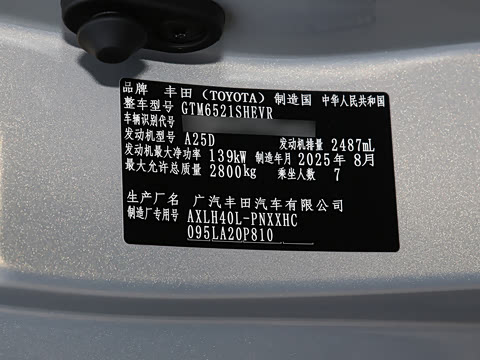 品牌 丰田（TOYOTA） 制造国 中华人民共和国
整车型号 GTM6521SHEVR
车辆识别代号
发动机型号 A25D 发动机排量 2487mL
发动机最大净功率 139kW 制造年月 2025年8月
最大允许总质量 2800kg 乘坐人数 7
生产厂名 广汽丰田汽车有限公司
制造厂专用号 AXLH40L-PNXXHC
095LA20P810